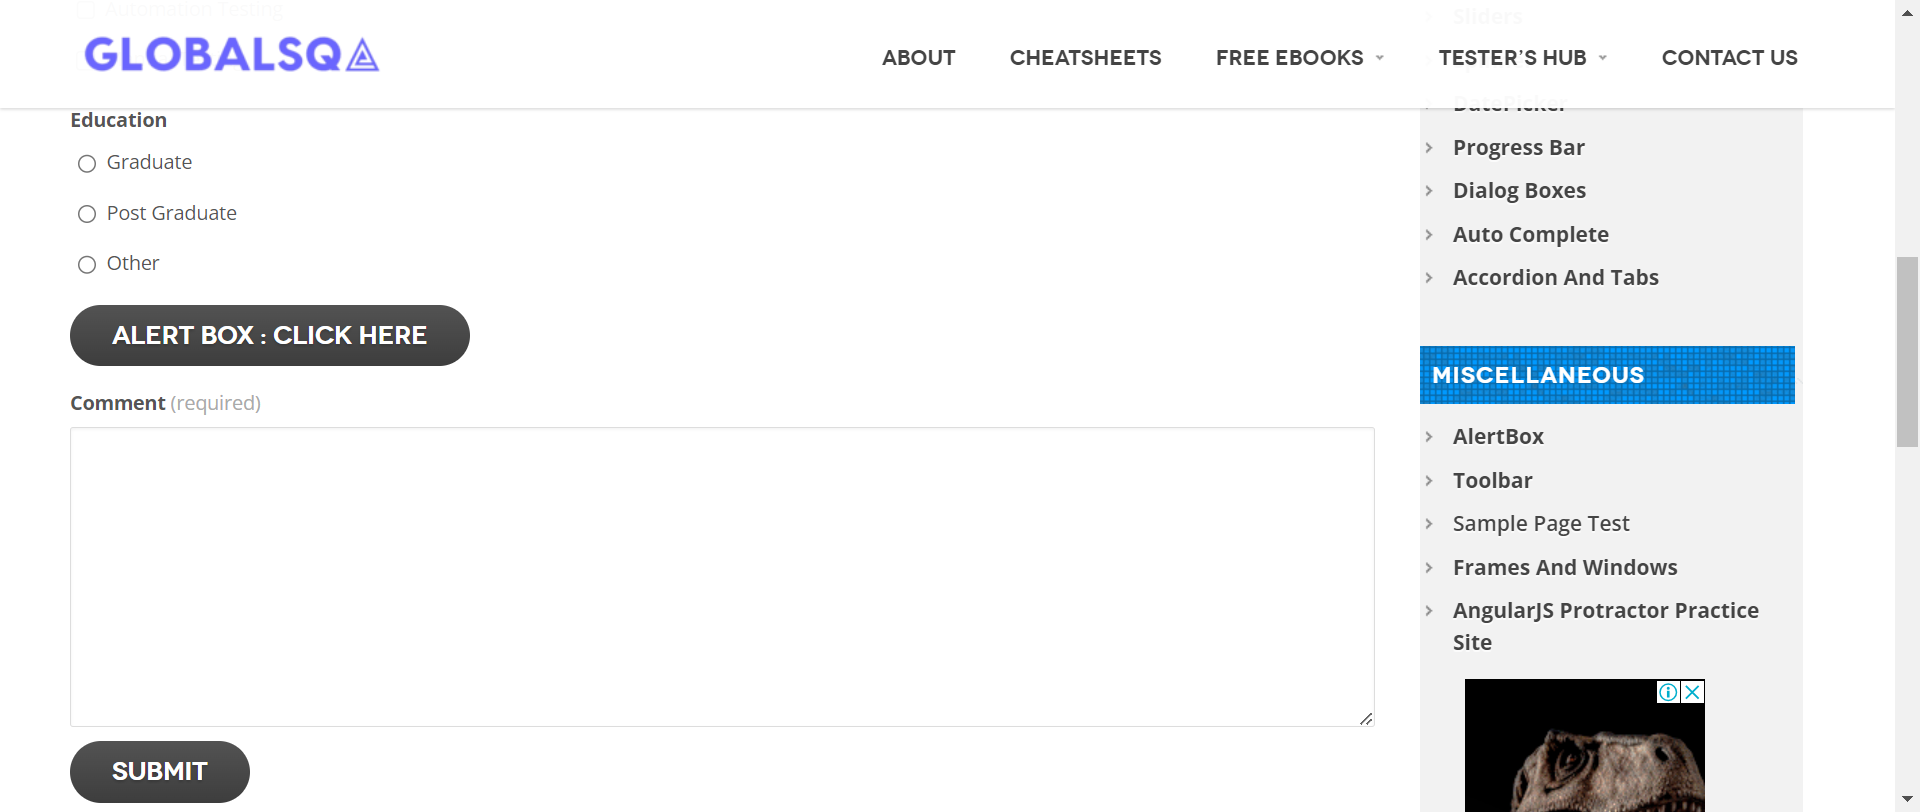 Automation Testing
GLOBALSQA
ABOUT
CHEATSHEETS
FREE EBOOKS
TESTER’S HUB
CONTACT US
Education
Graduate
Post Graduate
Other
ALERT BOX : CLICK HERE
Comment (required)
SUBMIT
Sliders
DatePicker
Progress Bar
Dialog Boxes
Auto Complete
Accordion And Tabs
MISCELLANEOUS
AlertBox
Toolbar
Sample Page Test
Frames And Windows
AngularJS Protractor Practice
Site